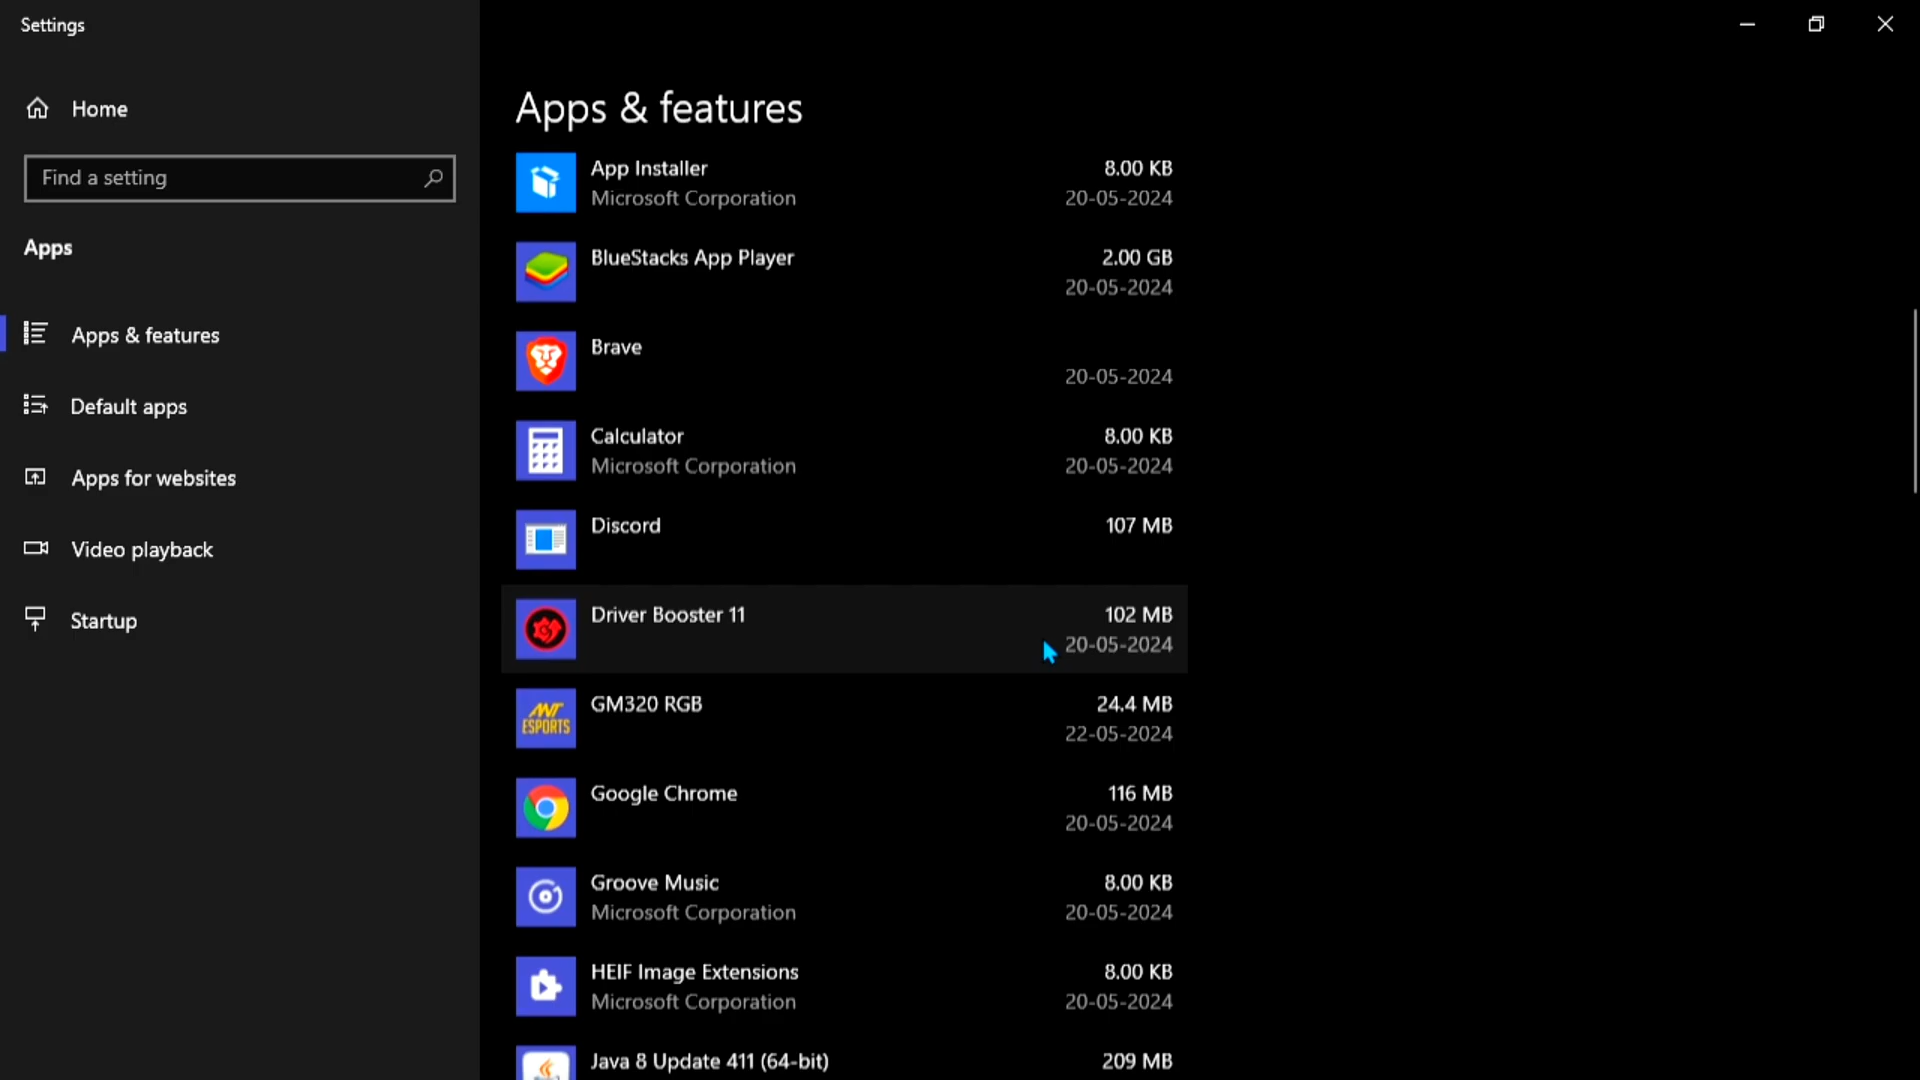 Settings
Home
Find a setting
Apps
Apps & features
Default apps
Apps for websites
Video playback
Startup
Apps & features
App Installer 8.00 KB
Microsoft Corporation 20-05-2024
BlueStacks App Player 2.00 GB
20-05-2024
Brave
20-05-2024
Calculator 8.00 KB
Microsoft Corporation 20-05-2024
Discord 107 MB
Driver Booster 11 102 MB
20-05-2024
ANT
ESPORTS
GM320 RGB 24.4 MB
22-05-2024
Google Chrome 116 MB
20-05-2024
Groove Music 8.00 KB
Microsoft Corporation 20-05-2024
HEIF Image Extensions 8.00 KB
Microsoft Corporation 20-05-2024
Java 8 Update 411 (64-bit) 209 MB